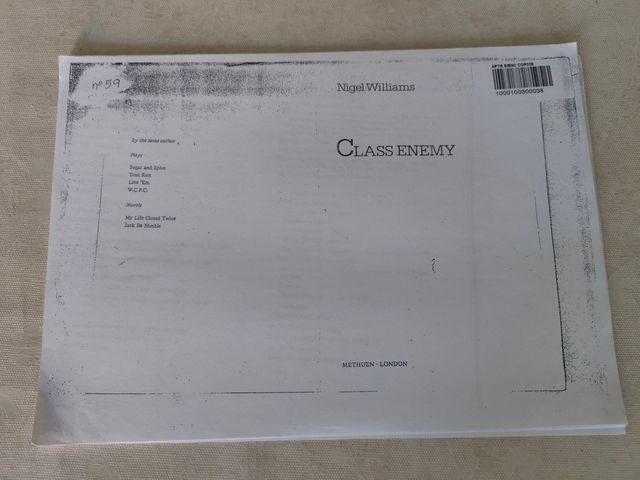 nº 59
by the same author
Plays
Sugar and Spice
Trial Run
Line 'Em
W.C.P.C.
Novels
My Life Closed Twice
Jack Be Nimble
Nigel Williams
CLASS ENEMY
METHUEN · LONDON
1000100300058